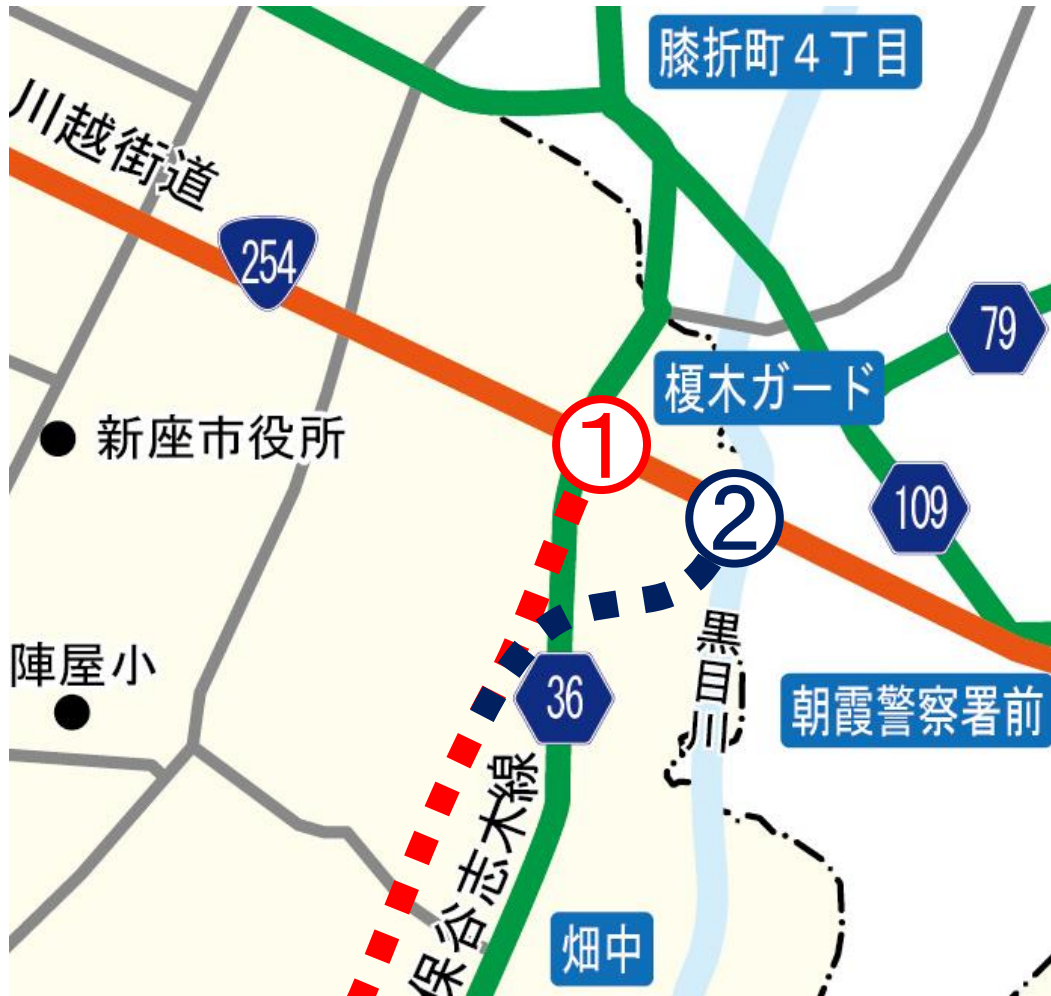 膝折町4丁目
川越街道
254
79
榎木ガード
①
新座市役所
②
109
黒目川
陣屋小
36
朝霞警察署前
保谷志木線
畑中